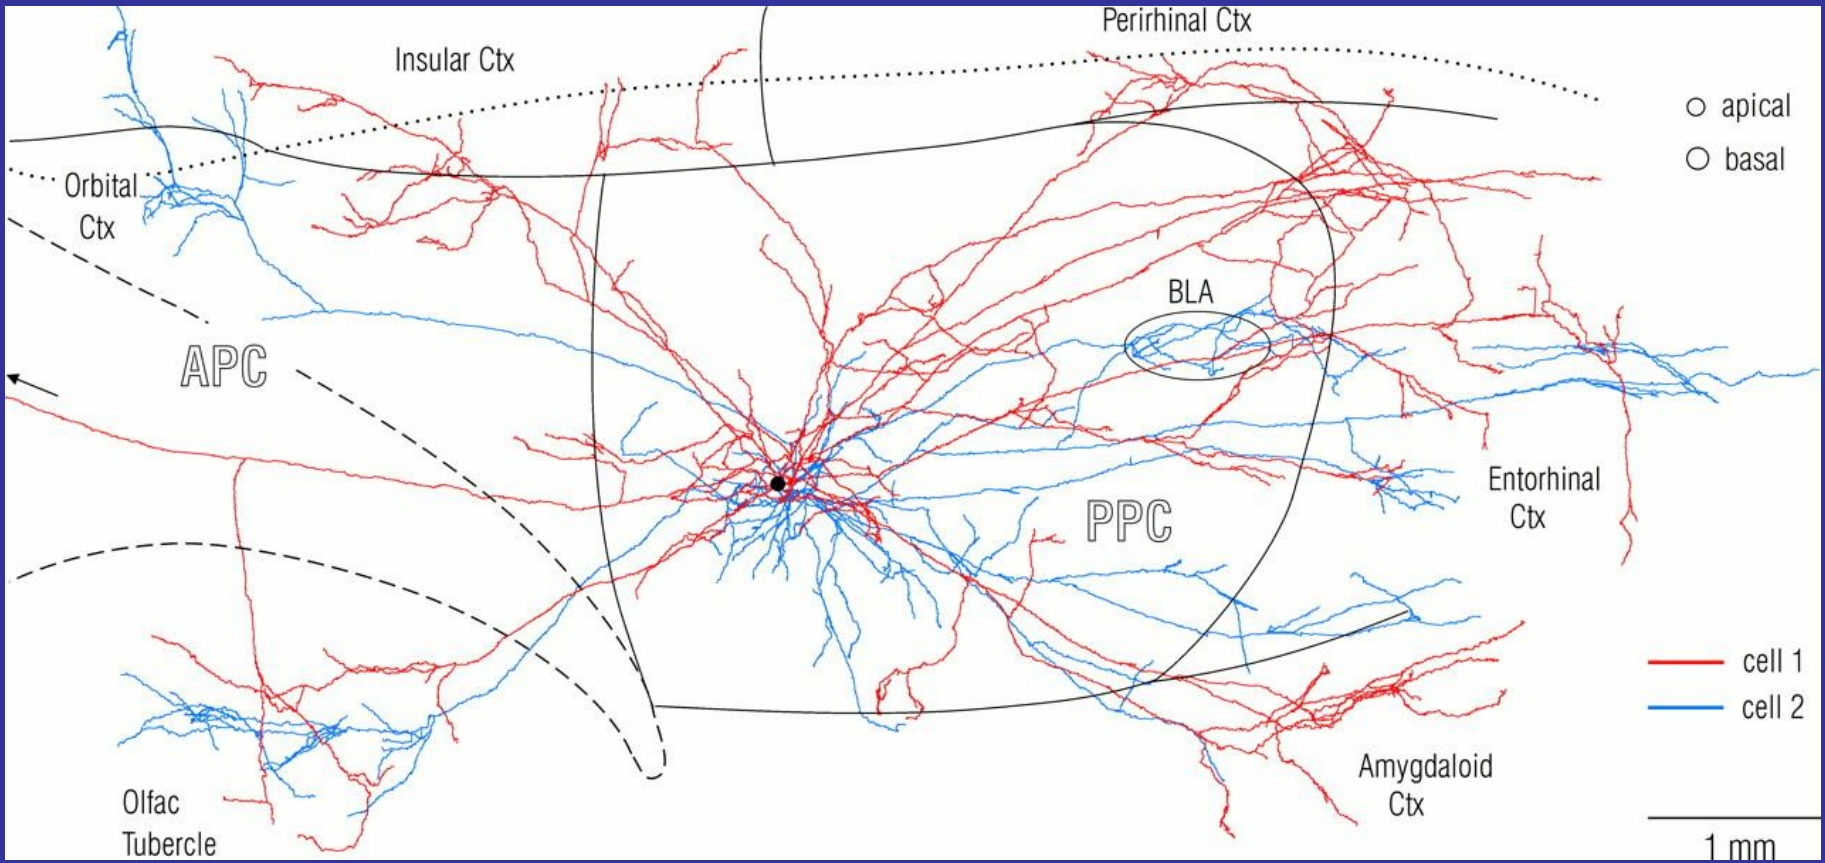 Perirhinal Ctx
Insular Ctx
apical
basal
Orbital
Ctx
BLA
APC
PPC
Entorhinal
Ctx
cell 1
cell 2
Amygdaloid
Ctx
Olfac
Tubercle
1 mm